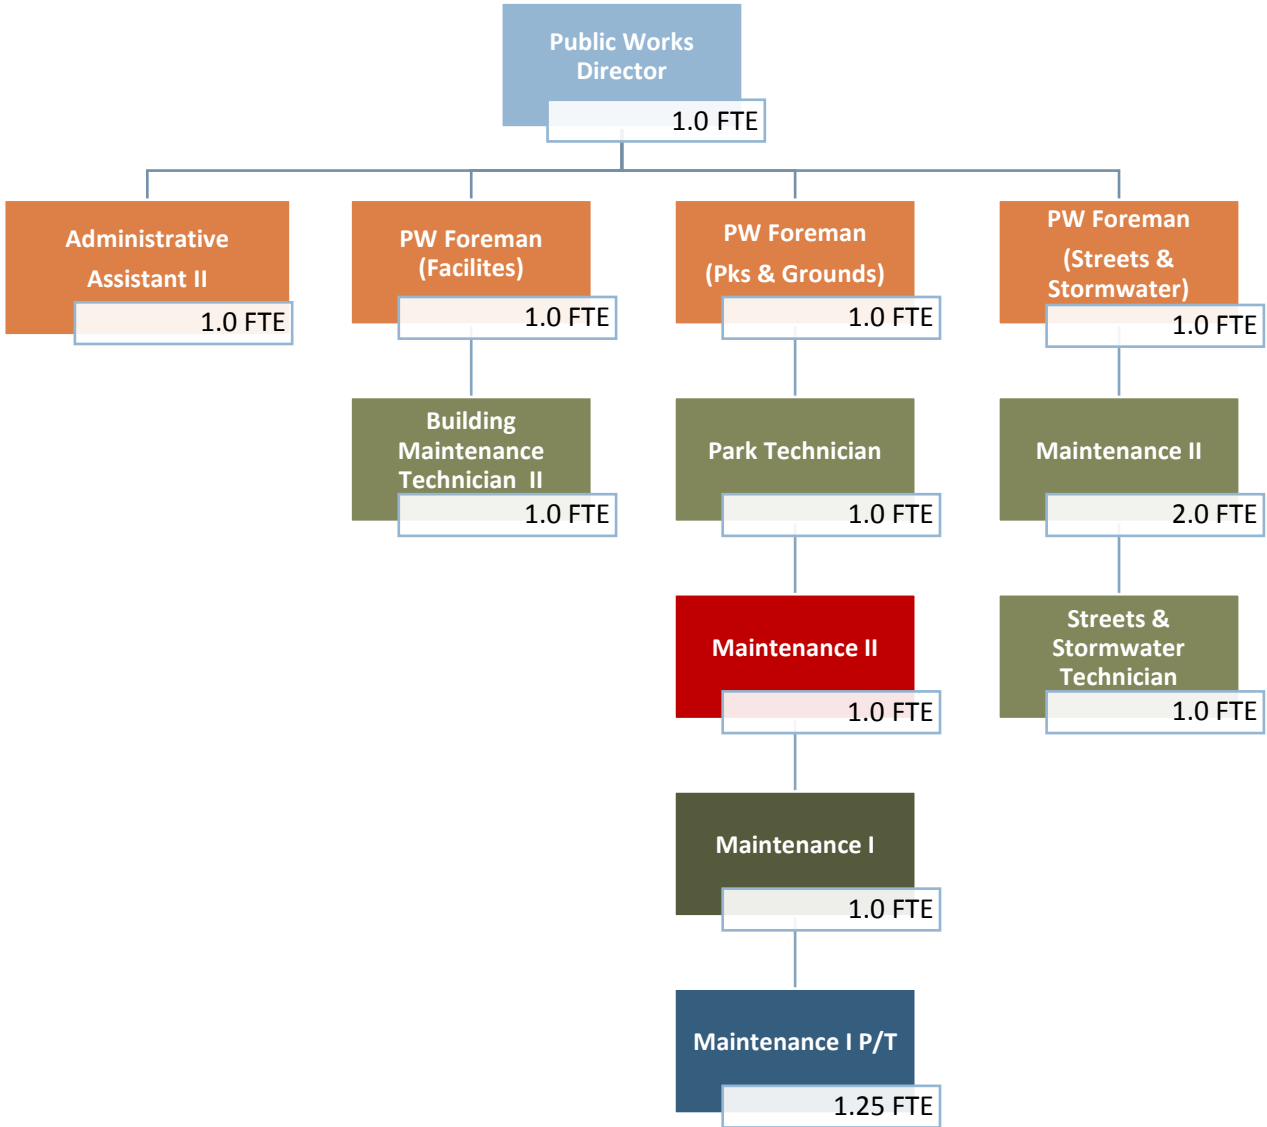 Public Works
Director
1.0 FTE
Administrative
Assistant II
1.0 FTE
PW Foreman
(Facilites)
1.0 FTE
PW Foreman
(Pks & Grounds)
1.0 FTE
PW Foreman
(Streets &
Stormwater)
1.0 FTE
Building
Maintenance
Technician  II
1.0 FTE
Park Technician
1.0 FTE
Maintenance II
2.0 FTE
Maintenance II
1.0 FTE
Streets &
Stormwater
Technician
1.0 FTE
Maintenance I
1.0 FTE
Maintenance I P/T
1.25 FTE